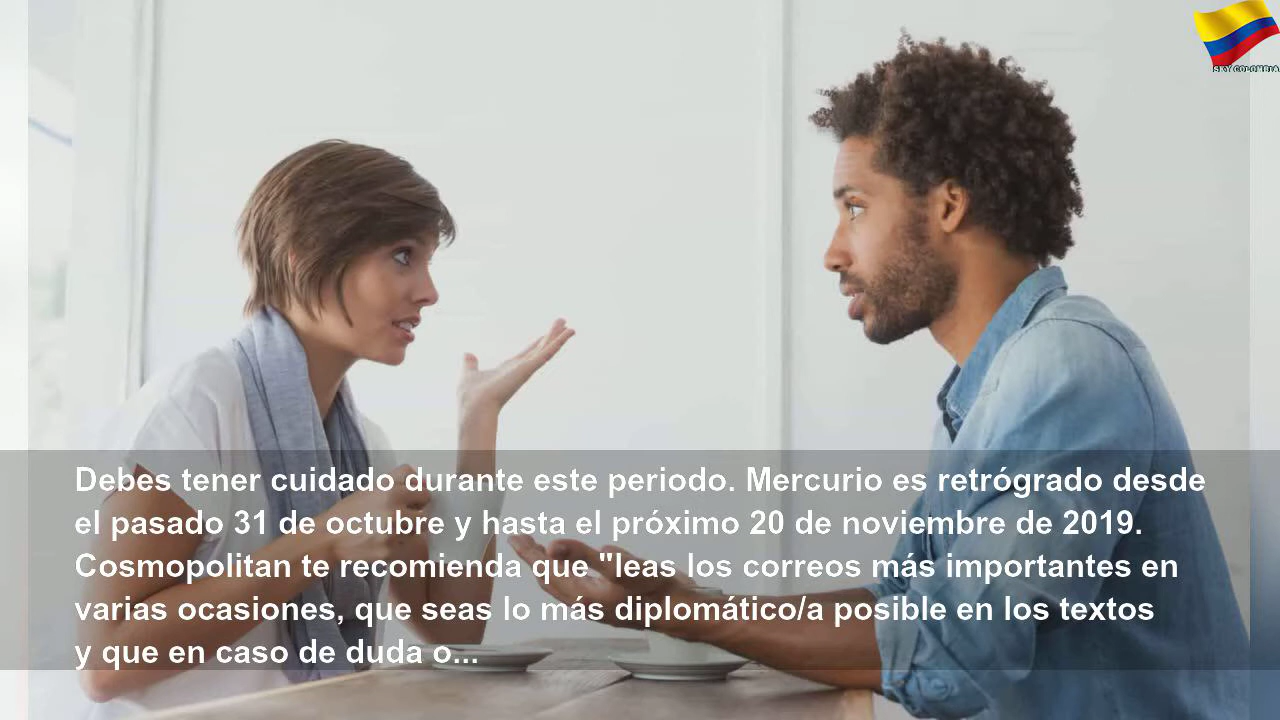 SKY COLOMBIA
Debes tener cuidado durante este periodo. Mercurio es retrógrado desde
el pasado 31 de octubre y hasta el próximo 20 de noviembre de 2019.
Cosmopolitan te recomienda que "leas los correos más importantes en
varias ocasiones, que seas lo más diplomático/a posible en los textos
y que en caso de duda o...